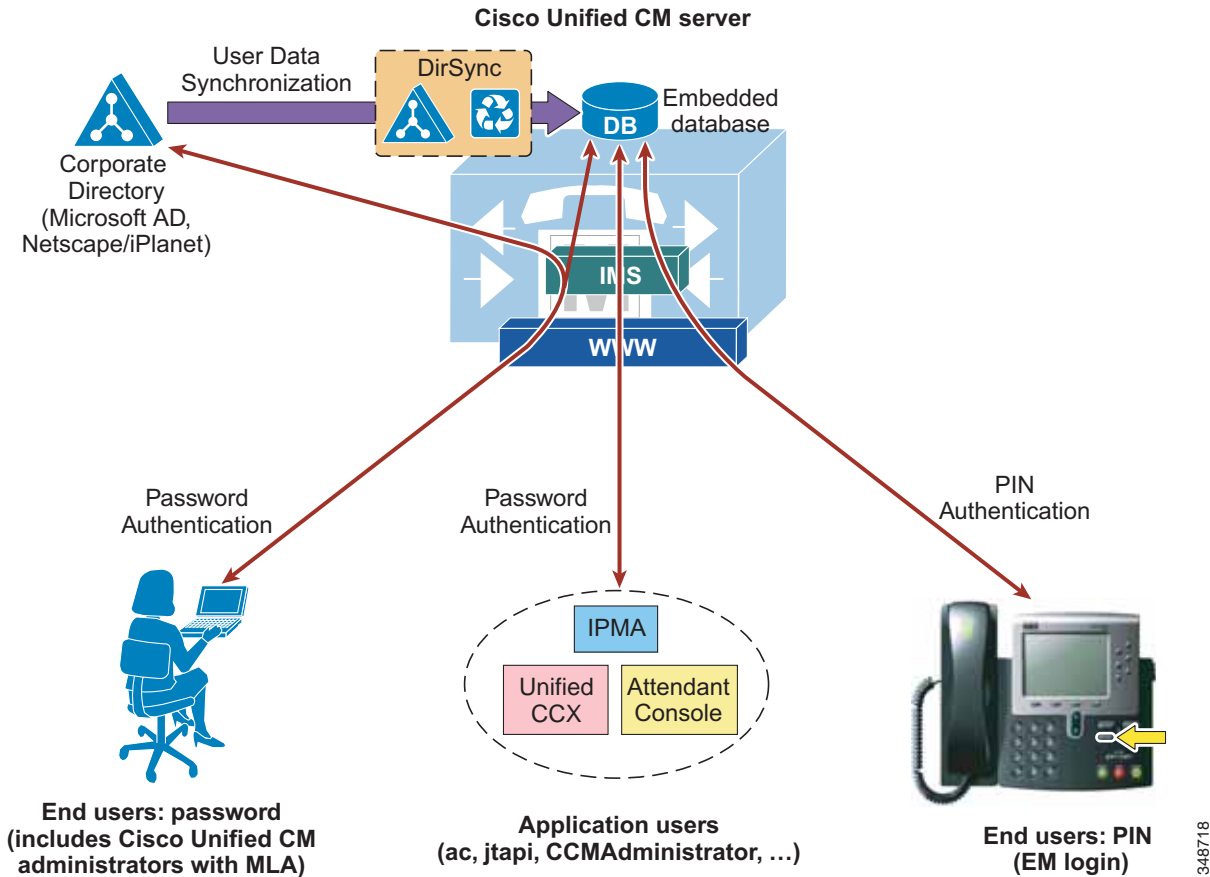 Cisco Unified CM server
User Data
Synchronization
DirSync
DB
Embedded
database
Corporate
Directory
(Microsoft AD,
Netscape/iPlanet)
IMS
WWW
Password
Authentication
Password
Authentication
PIN
Authentication
IPMA
Unified
CCX
Attendant
Console
End users: password
(includes Cisco Unified CM
administrators with MLA)
Application users
(ac, jtapi, CCMAdministrator, …)
End users: PIN
(EM login)
348718